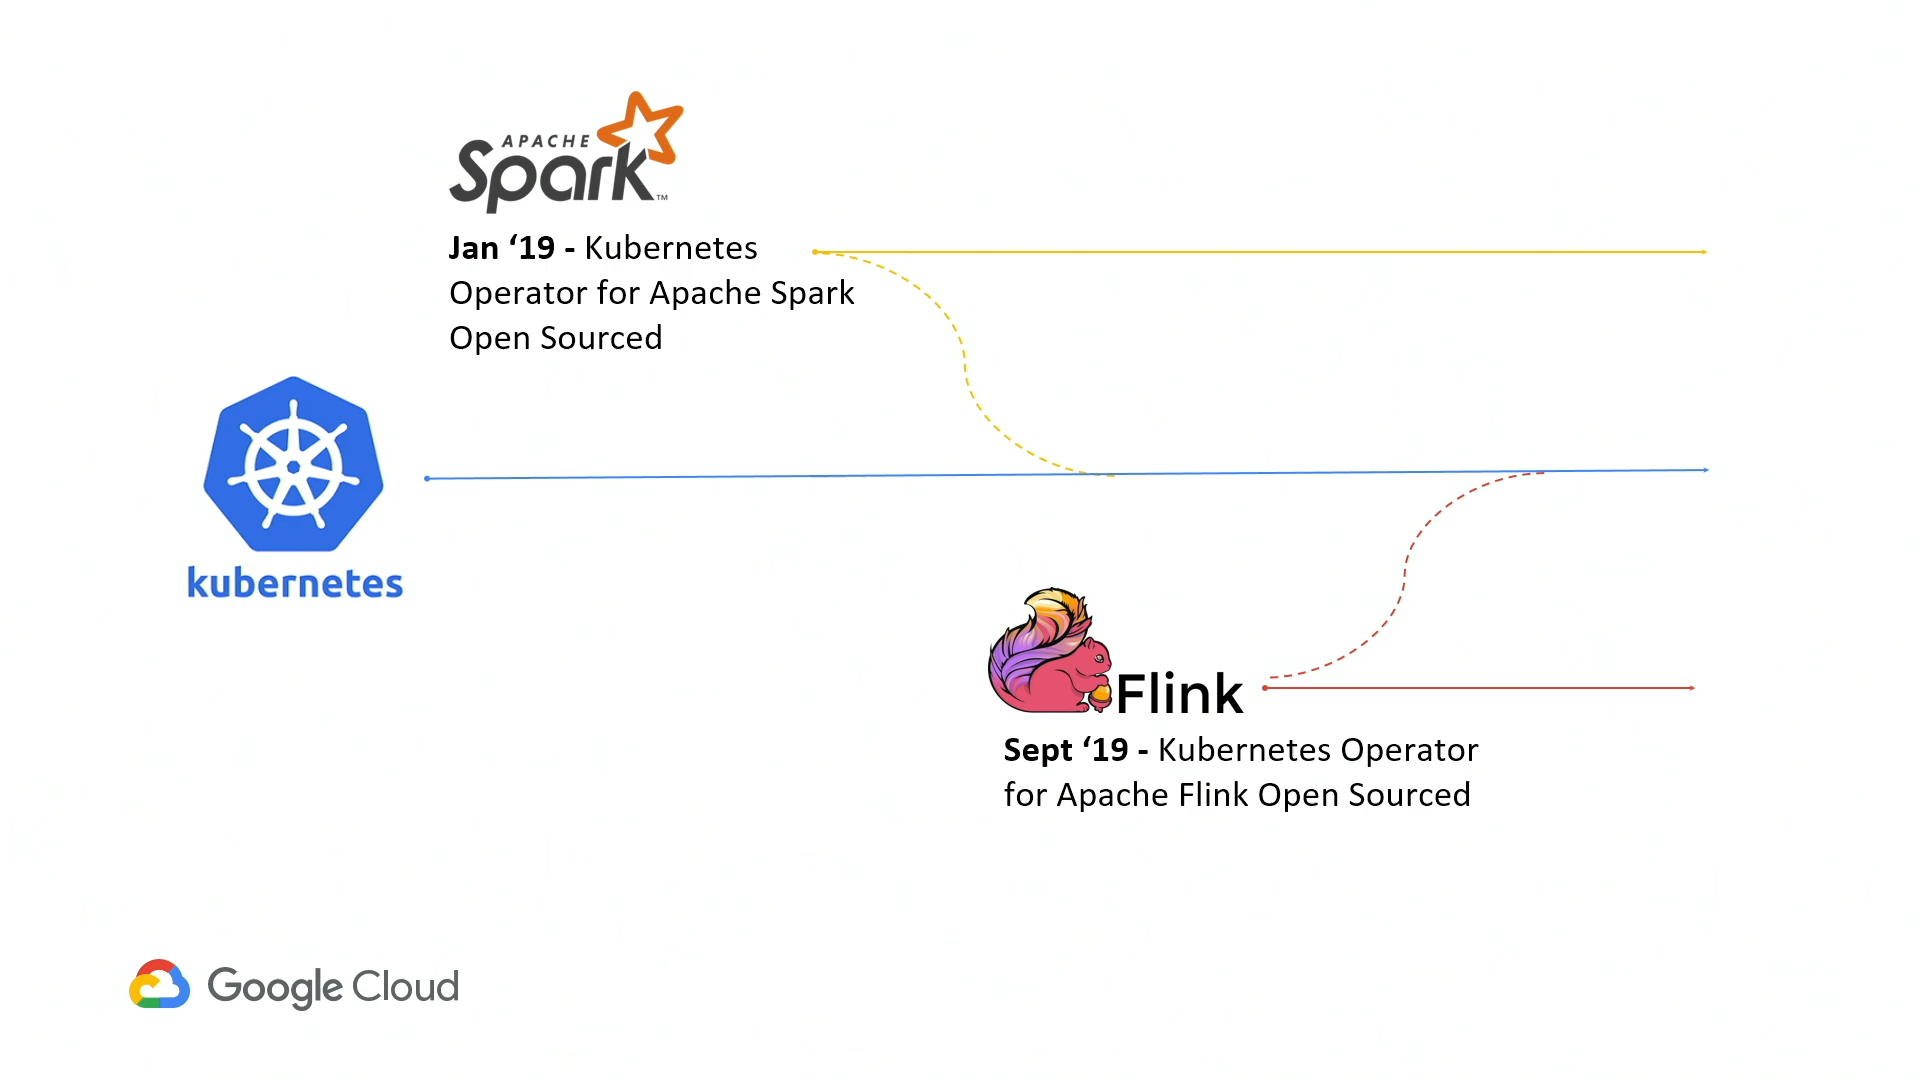 APACHE
Spark™
Jan ‘19 - Kubernetes
Operator for Apache Spark
Open Sourced
kubernetes
Flink
Sept ‘19 - Kubernetes Operator
for Apache Flink Open Sourced
Google Cloud